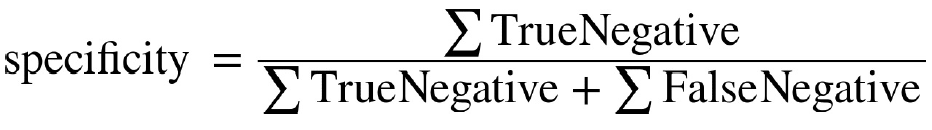 specificity = ∑ TrueNegative
∑ TrueNegative + ∑ FalseNegative